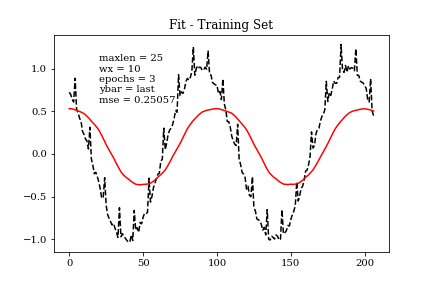 Fit - Training Set
maxlen = 25
wx = 10
epochs = 3
ybar = last
mse = 0.25057
1.0
0.5
0.0
−0.5
−1.0
0 50 100 150 200